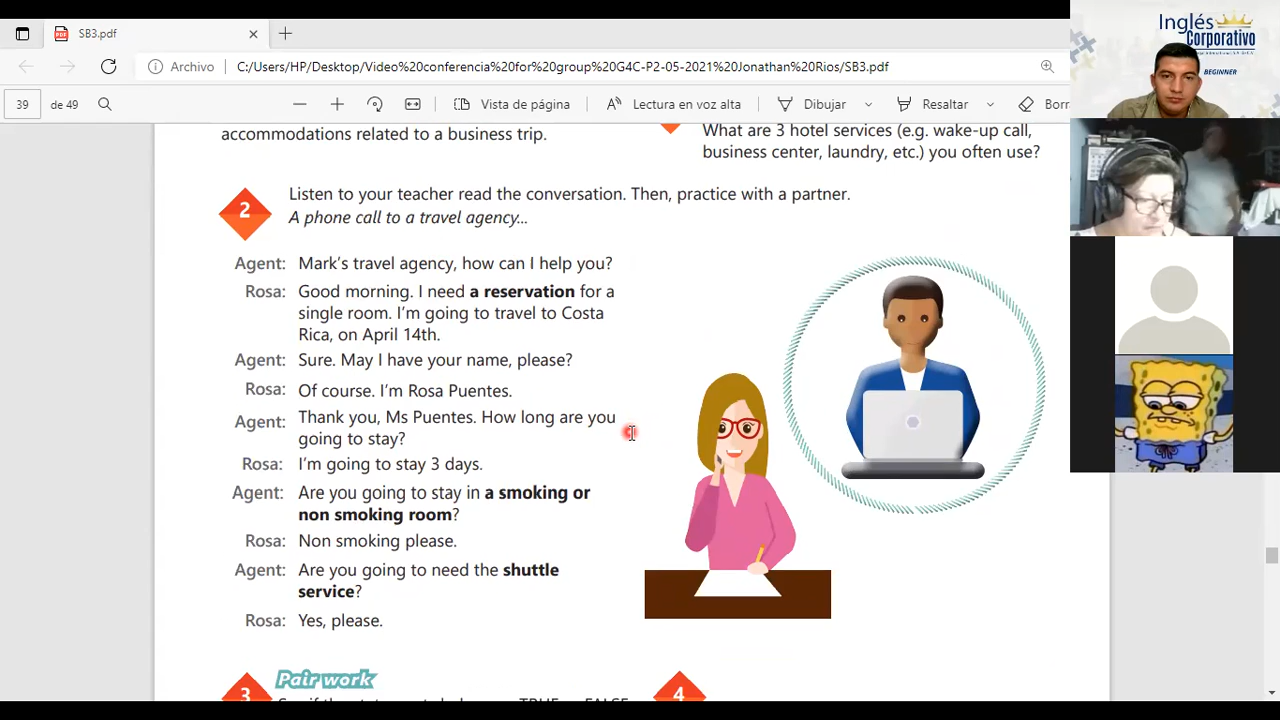 SB3.pdf
Archivo
C:/Users/HP/Desktop/Video%20conferencia%20Per%20group%20G4C-P2-05-2021%20Jonathan%20Rios/SB3.pdf
39 de 49
Vista de página
Lectura en voz alta
Dibujar
Resaltar
Borr
Inglés
Corporativo
BEGINNER
accommodations related to a business trip.
What are 3 hotel services (e.g. wake-up call,
business center, laundry, etc.) you often use?
2
Listen to your teacher read the conversation. Then, practice with a partner.
A phone call to a travel agency...
Agent: Mark's travel agency, how can I help you?
Rosa: Good morning. I need a reservation for a
single room. I'm going to travel to Costa
Rica, on April 14th.
Agent: Sure. May I have your name, please?
Rosa: Of course. I'm Rosa Puentes.
Agent: Thank you, Ms Puentes. How long are you
going to stay?
Rosa: I'm going to stay 3 days.
Agent: Are you going to stay in a smoking or
non smoking room?
Rosa: Non smoking please.
Agent: Are you going to need the shuttle
service?
Rosa: Yes, please.
3
Pair work
4